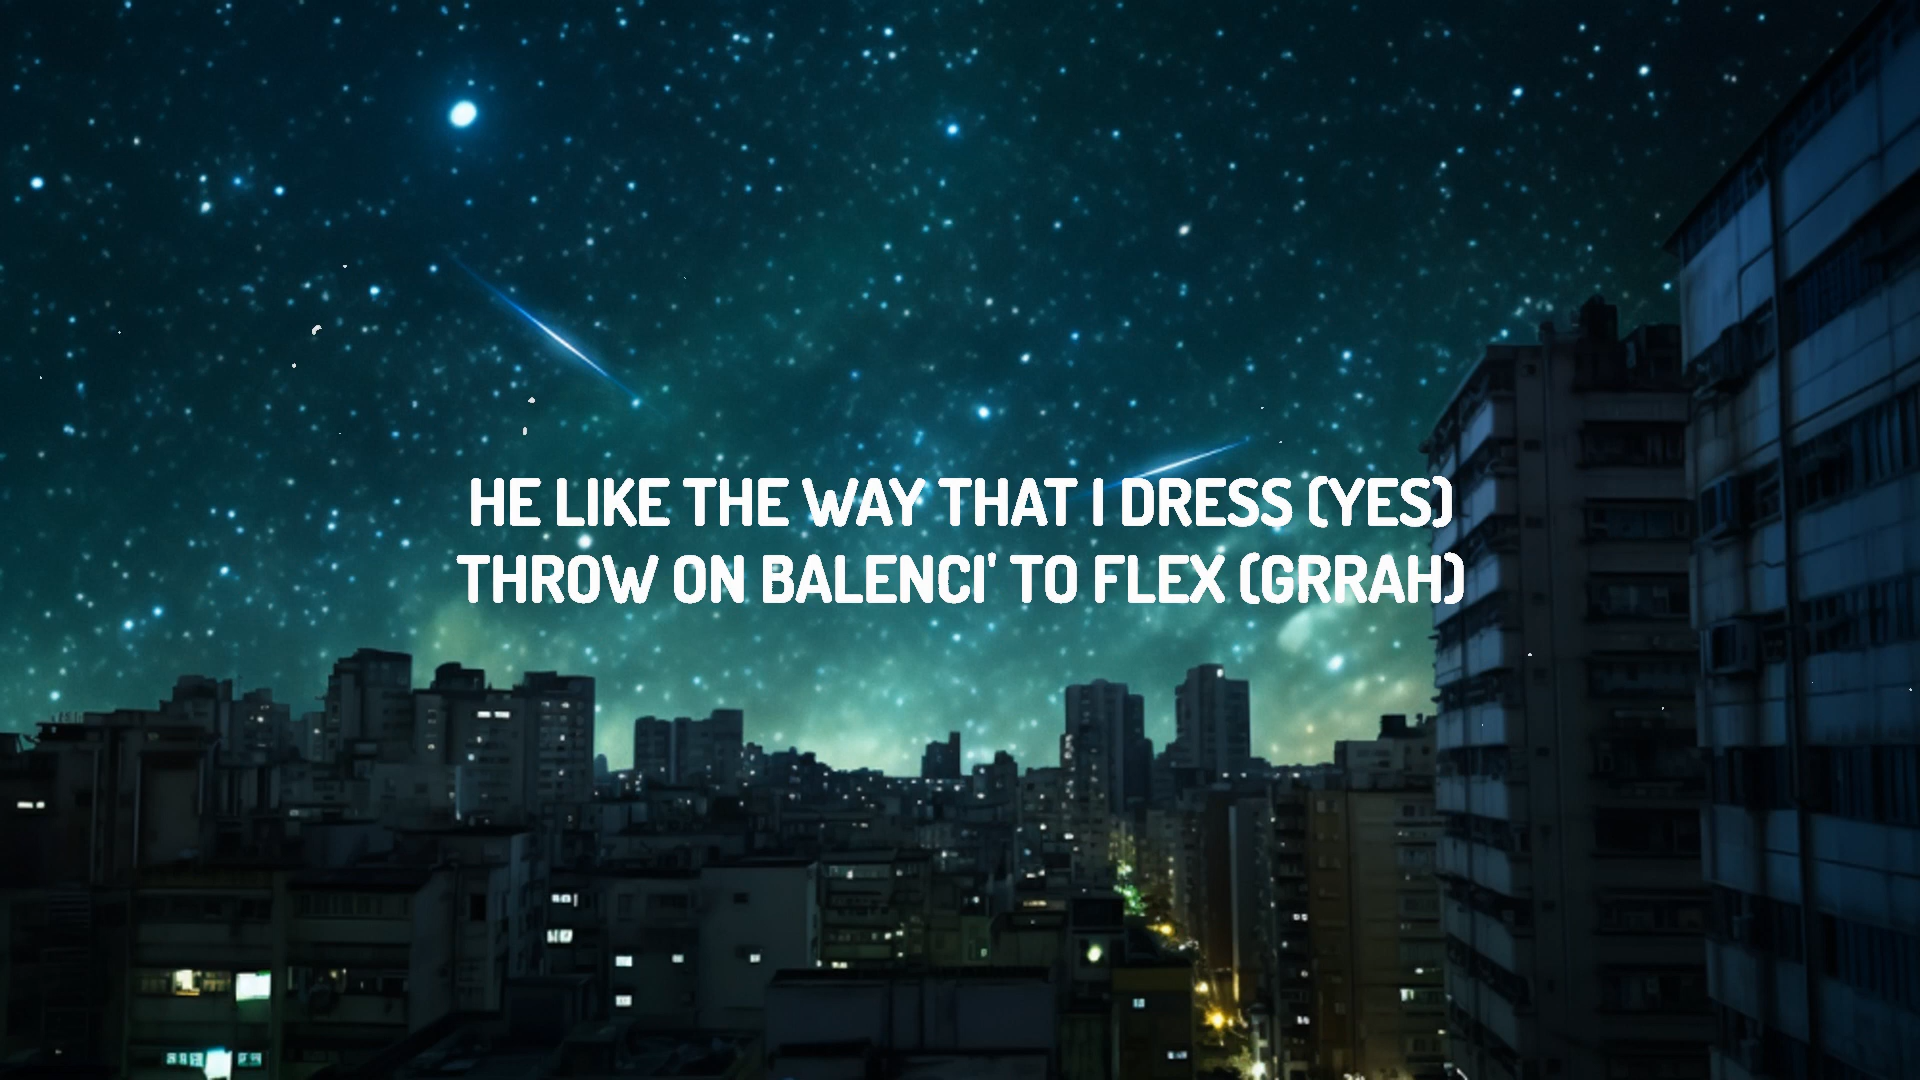 HE LIKE THE WAY THAT I DRESS (YES)
THROW ON BALENCI' TO FLEX (GRRAH)